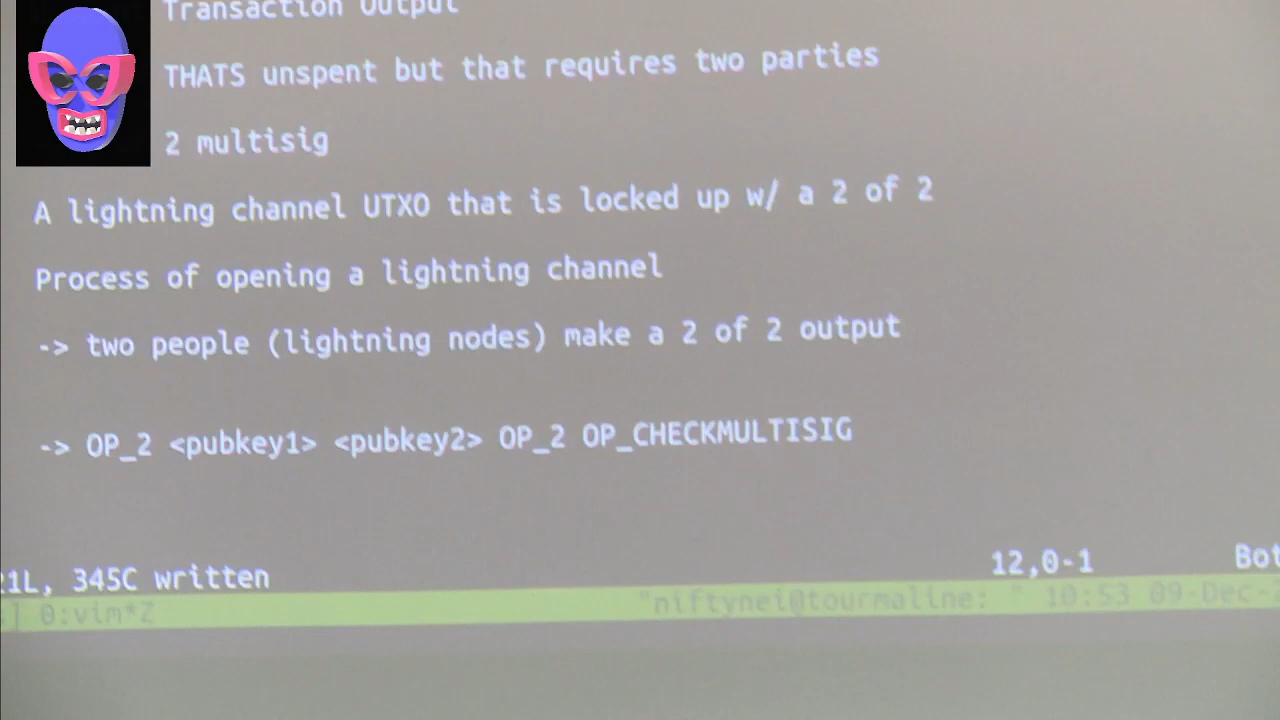 Transaction Output
THATS unspent but that requires two parties
2 multisig
A lightning channel UTXO that is locked up w/ a 2 of 2
Process of opening a lightning channel
-> two people (lightning nodes) make a 2 of 2 output
-> OP_2 <pubkey1> <pubkey2> OP_2 OP_CHECKMULTISIG
1L, 345C written 12,0-1 Bot
] 0:vim*Z "niftynei@tourmaline: " 10:53 09-Dec-